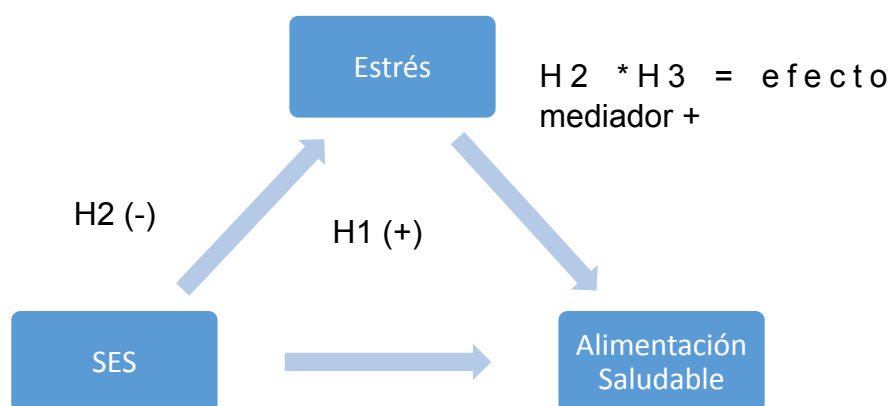 Estrés
H2 *H3 = efecto
mediador +
H2 (-)
H1 (+)
SES
Alimentación
Saludable